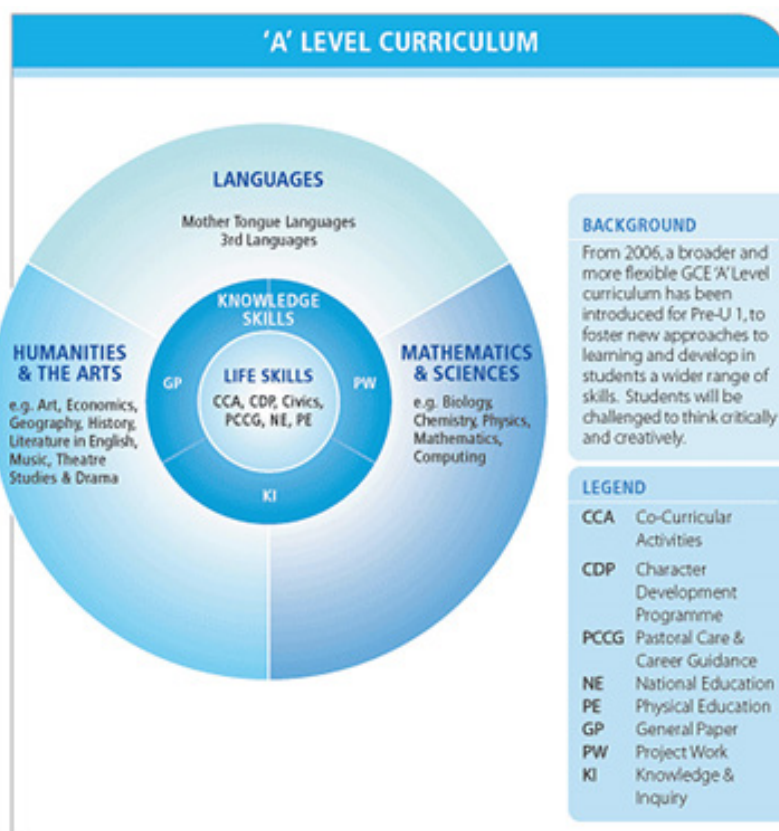 'A' LEVEL CURRICULUM
LANGUAGES
Mother Tongue Languages
3rd Languages
KNOWLEDGE
SKILLS
HUMANITIES
& THE ARTS
e.g. Art, Economics,
Geography, History,
Literature in English,
Music, Theatre
Studies & Drama
GP
LIFE SKILLS
CCA, CDP, Civics,
PCCG, NE, PE
PW
KI
MATHEMATICS
& SCIENCES
e.g. Biology,
Chemistry, Physics,
Mathematics,
Computing
BACKGROUND
From 2006, a broader and
more flexible GCE 'A' Level
curriculum has been
introduced for Pre-U 1, to
foster new approaches to
learning and develop in
students a wider range of
skills. Students will be
challenged to think critically
and creatively.
LEGEND
CCA Co-Curricular
Activities
CDP Character
Development
Programme
PCCG Pastoral Care &
Career Guidance
NE National Education
PE Physical Education
GP General Paper
PW Project Work
KI Knowledge &
Inquiry